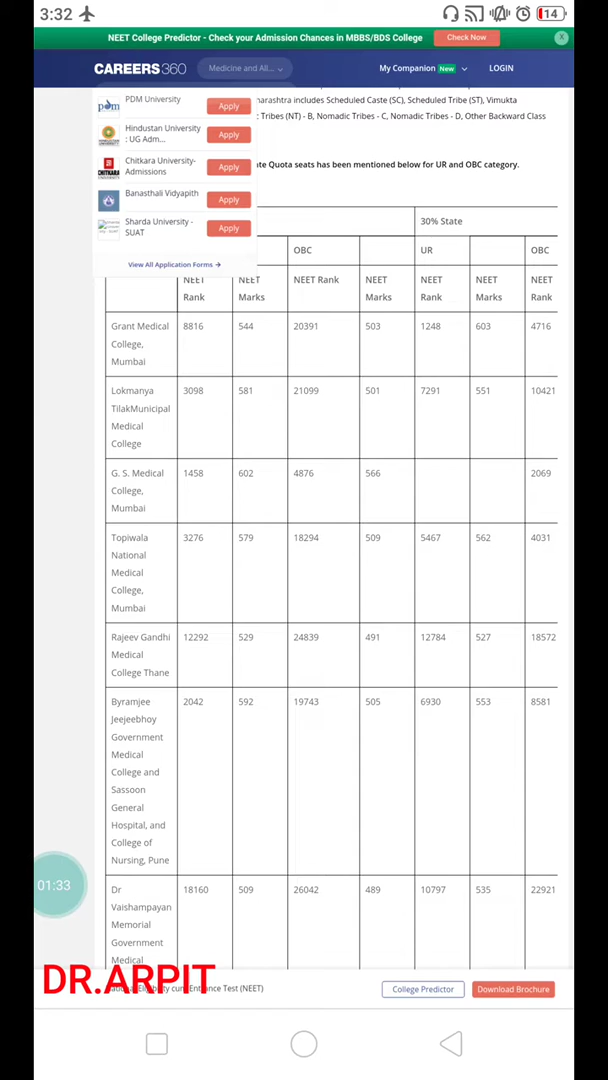 3:32
14
NEET College Predictor - Check your Admission Chances in MBBS/BDS College
Check Now
X
CAREERS360
Medicine and All...
My Companion New
LOGIN
PDM University
Apply
Hindustan University : UG Adm...
Apply
Chitkara University- Admissions
Apply
Banasthali Vidyapith
Apply
Sharda University - SUAT
Apply
View All Application Forms →
includes Scheduled Caste (SC), Scheduled Tribe (ST), Vimukta
Tribes (NT) - B, Nomadic Tribes - C, Nomadic Tribes - D, Other Backward Class
Quota seats has been mentioned below for UR and OBC category.
30% State
OBC UR OBC
NEET Rank NEET Marks NEET Rank NEET Marks NEET Rank NEET Marks NEET Rank
Grant Medical College, Mumbai 8816 544 20391 503 1248 603 4716
Lokmanya TilakMunicipal Medical College 3098 581 21099 501 7291 551 10421
G. S. Medical College, Mumbai 1458 602 4876 566 2069
Topiwala National Medical College, Mumbai 3276 579 18294 509 5467 562 4031
Rajeev Gandhi Medical College Thane 12292 529 24839 491 12784 527 18572
Byramjee Jeejeebhoy Government Medical College and Sassoon General Hospital, and College of Nursing, Pune 2042 592 19743 505 6930 553 8581
Dr Vaishampayan Memorial Government Medical 18160 509 26042 489 10797 535 22921
01:33
DR.ARPIT
Entrance Test (NEET)
College Predictor
Download Brochure